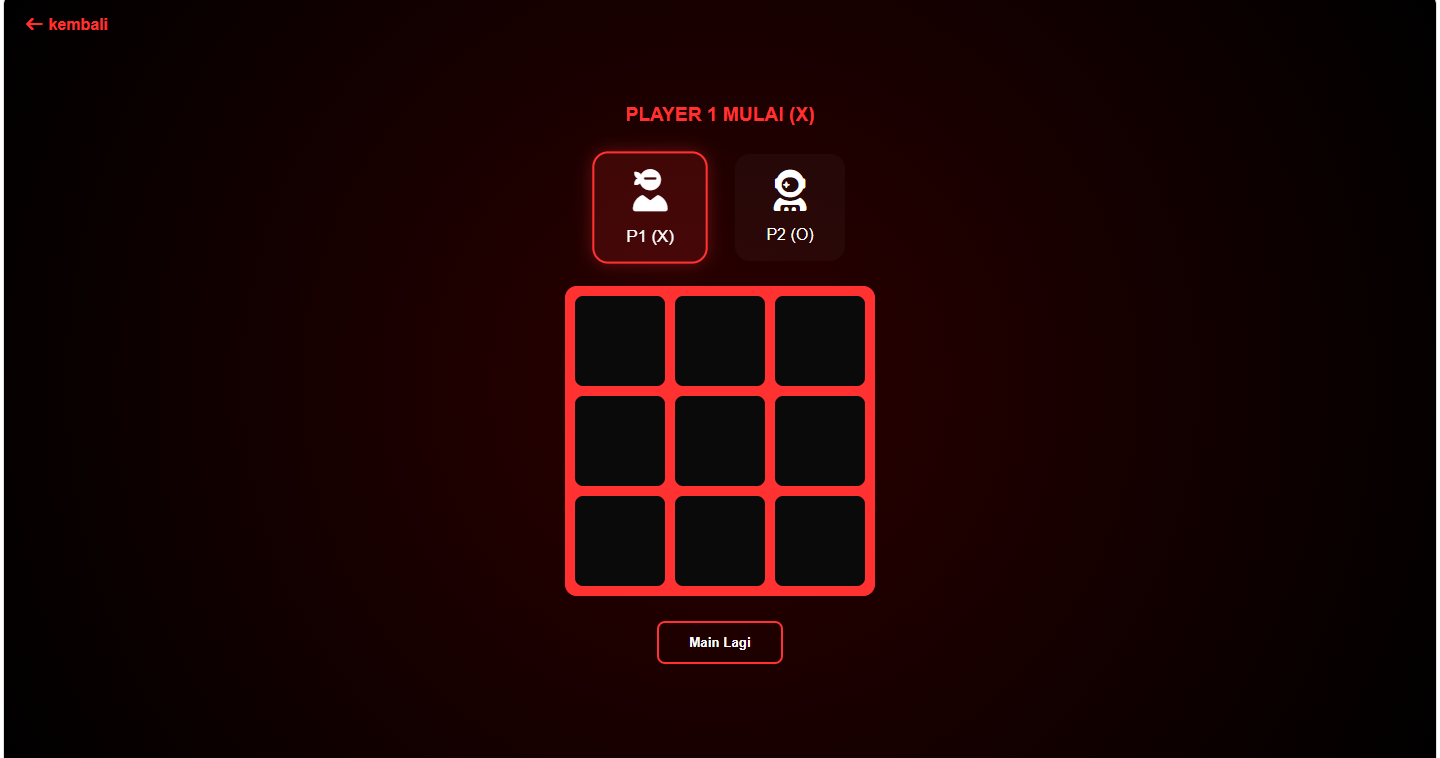 kembali
PLAYER 1 MULAI (X)
P1 (X)
P2 (O)
Main Lagi